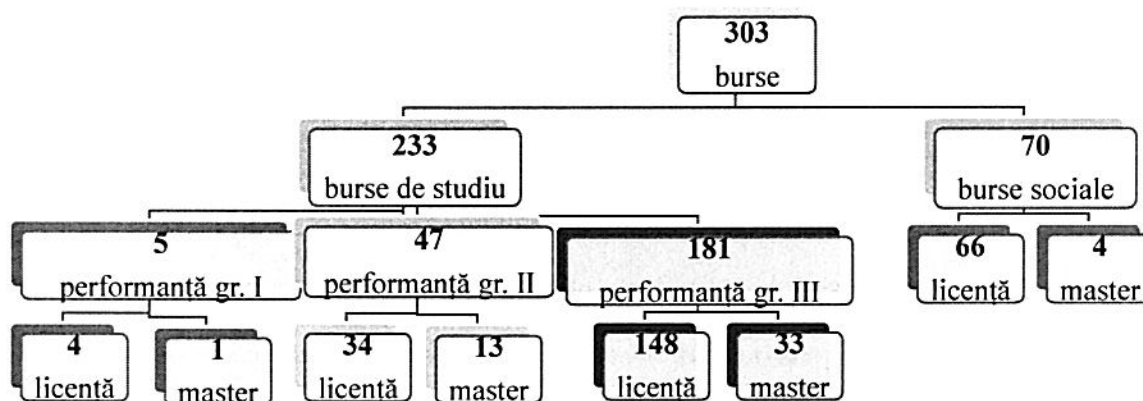 303
burse
233
burse de studiu
70
burse sociale
5
performanță gr. I
47
performanță gr. II
181
performanță gr. III
66
licență
4
master
4
licență
1
master
34
licență
13
master
148
licență
33
master